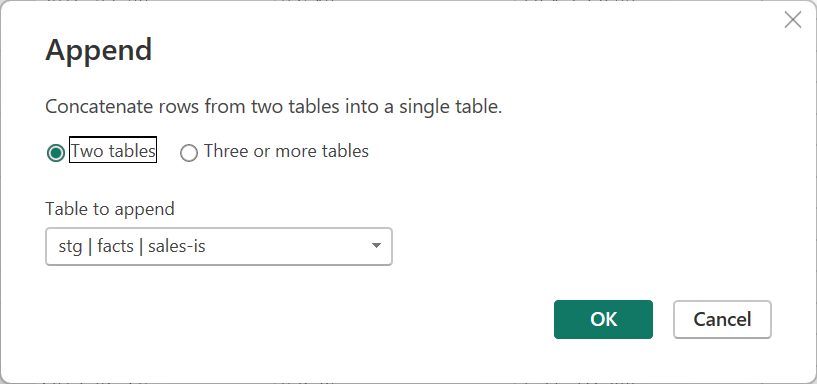 Append
Concatenate rows from two tables into a single table.
Two tables Three or more tables
Table to append
stg | facts | sales-is
OK Cancel